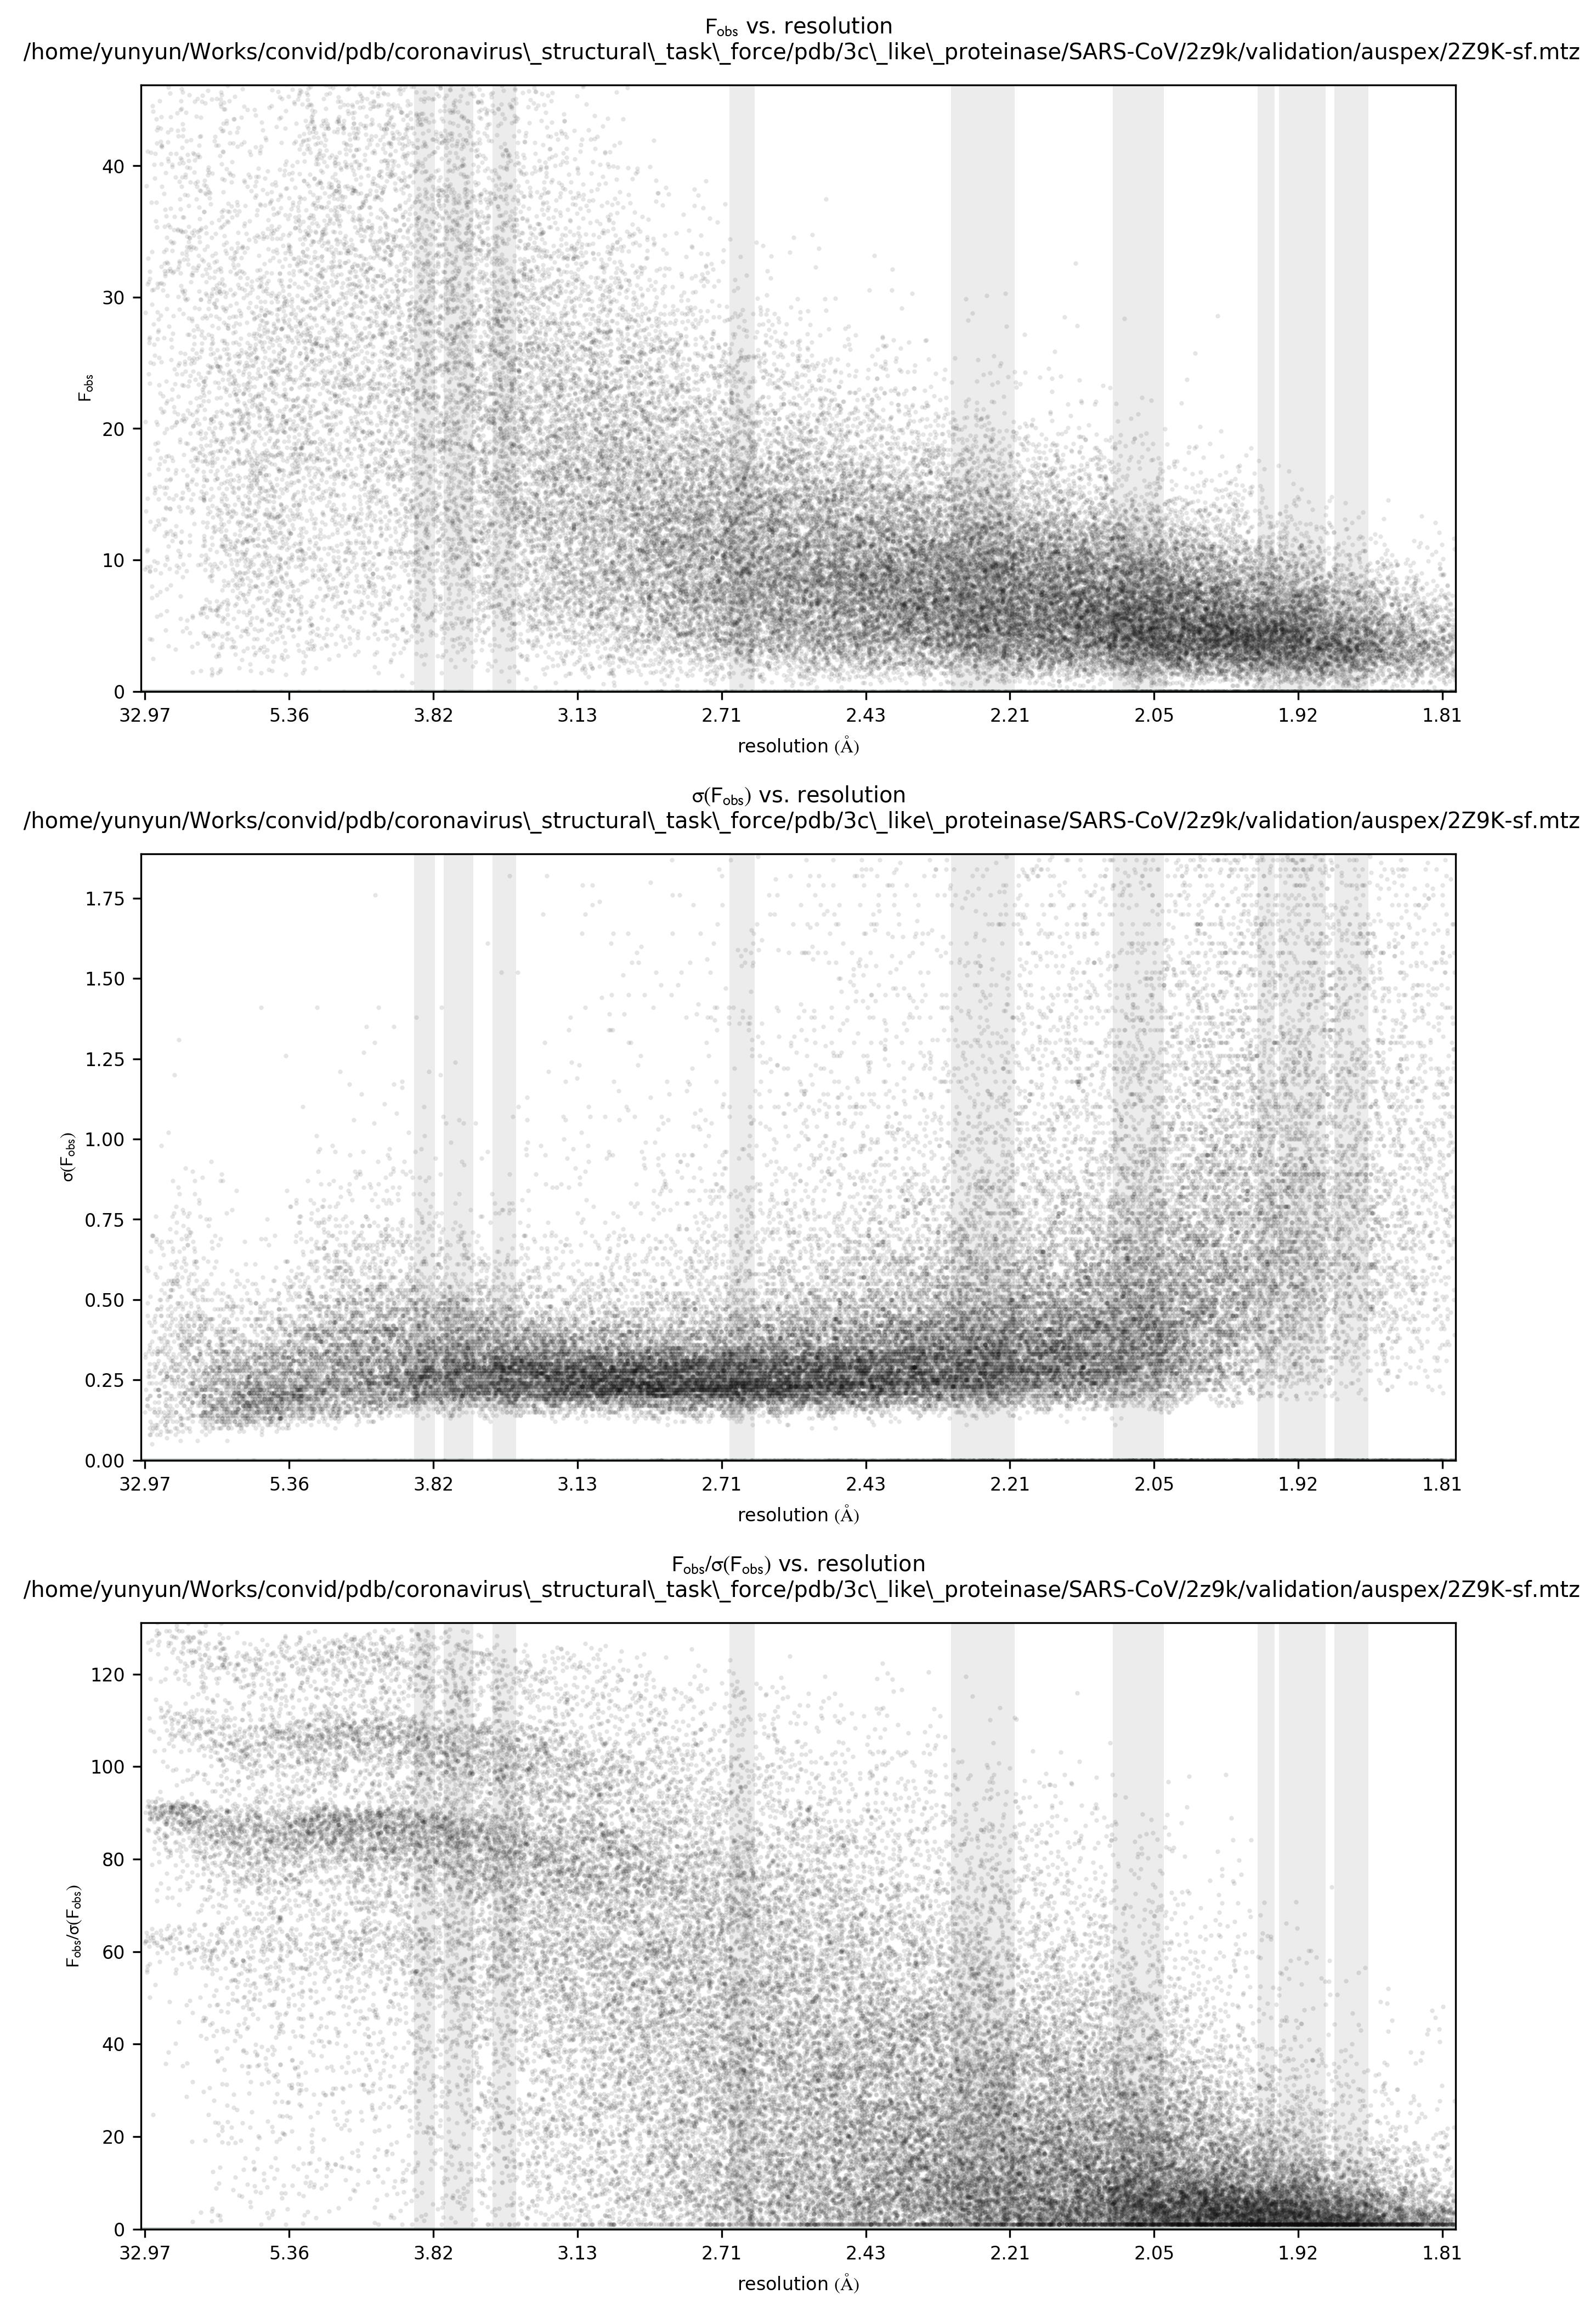 Fobs vs. resolution
/home/yunyun/Works/convid/pdb/coronavirus\_structural\_task\_force/pdb/3c\_like\_proteinase/SARS-CoV/2z9k/validation/auspex/2Z9K-sf.mtz
40
30
20
10
0
Fobs
32.97 5.36 3.82 3.13 2.71 2.43 2.21 2.05 1.92 1.81
resolution (Å)
σ(Fobs) vs. resolution
/home/yunyun/Works/convid/pdb/coronavirus\_structural\_task\_force/pdb/3c\_like\_proteinase/SARS-CoV/2z9k/validation/auspex/2Z9K-sf.mtz
1.75
1.50
1.25
1.00
0.75
0.50
0.25
0.00
σ(Fobs)
32.97 5.36 3.82 3.13 2.71 2.43 2.21 2.05 1.92 1.81
resolution (Å)
Fobs/σ(Fobs) vs. resolution
/home/yunyun/Works/convid/pdb/coronavirus\_structural\_task\_force/pdb/3c\_like\_proteinase/SARS-CoV/2z9k/validation/auspex/2Z9K-sf.mtz
120
100
80
60
40
20
0
Fobs/σ(Fobs)
32.97 5.36 3.82 3.13 2.71 2.43 2.21 2.05 1.92 1.81
resolution (Å)